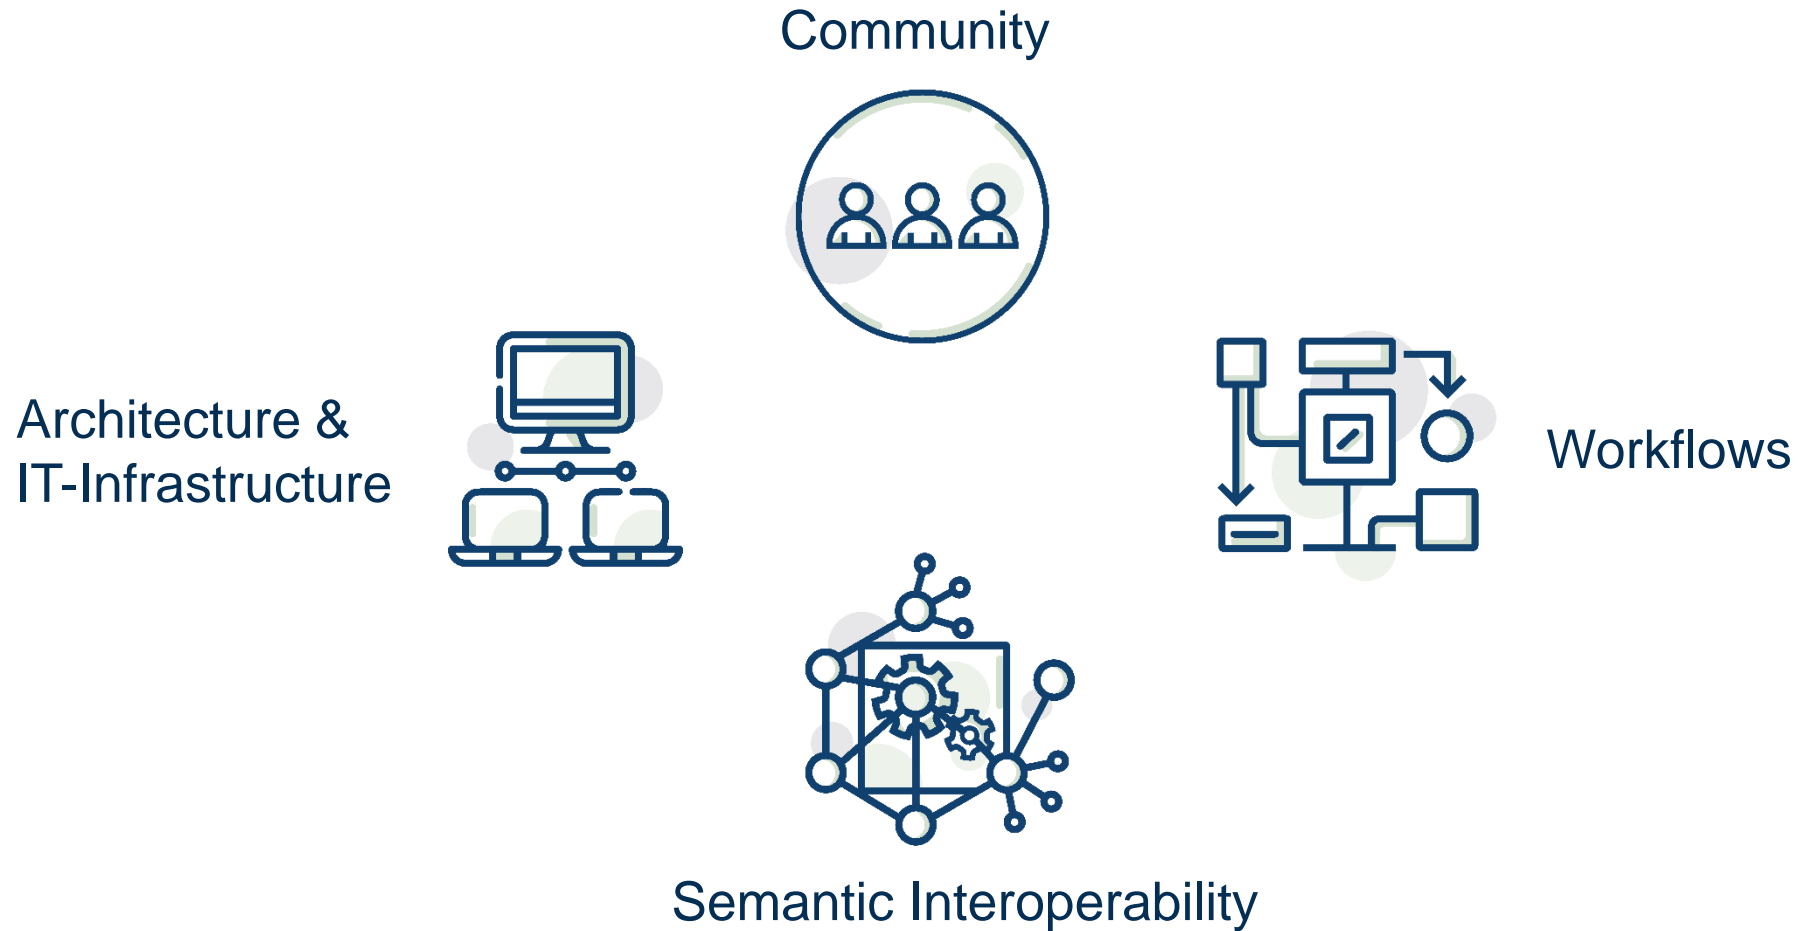 Community
Architecture &
IT-Infrastructure
Workflows
Semantic Interoperability